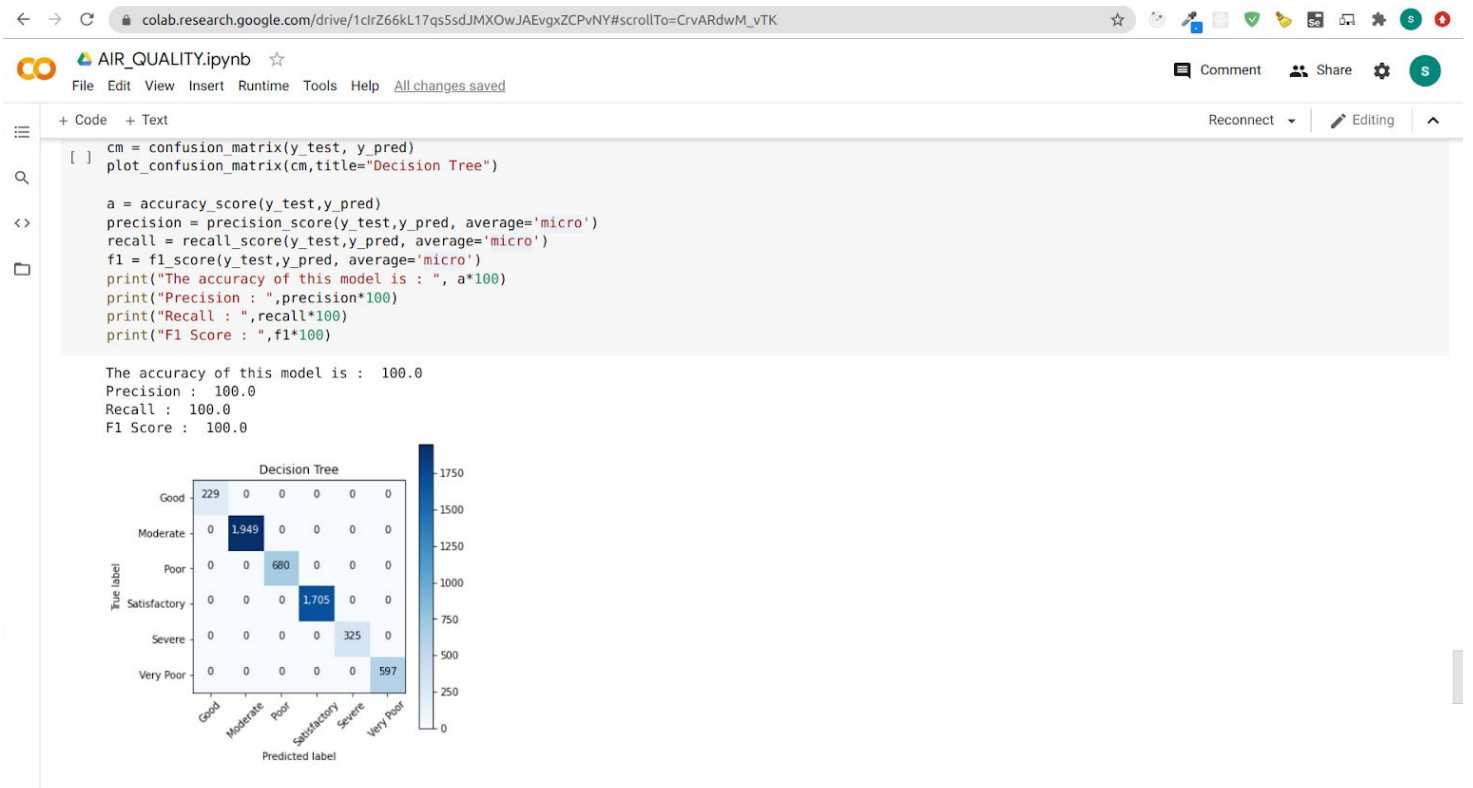 colab.research.google.com/drive/1clrZ66kL17qs5sdJMXOwJAEvgxZCPvNY#scrollTo=CrvARdwM_vTK
S
AIR_QUALITY.ipynb
Comment
Share
S
File Edit View Insert Runtime Tools Help All changes saved
+ Code + Text
Reconnect
Editing
[ ]
cm = confusion_matrix(y_test, y_pred)
plot_confusion_matrix(cm,title="Decision Tree")
a = accuracy_score(y_test,y_pred)
precision = precision_score(y_test,y_pred, average='micro')
recall = recall_score(y_test,y_pred, average='micro')
f1 = f1_score(y_test,y_pred, average='micro')
print("The accuracy of this model is : ", a*100)
print("Precision : ",precision*100)
print("Recall : ",recall*100)
print("F1 Score : ",f1*100)
The accuracy of this model is :  100.0
Precision :  100.0
Recall :  100.0
F1 Score :  100.0
Decision Tree
True label
Good 229 0 0 0 0 0
Moderate 0 1,949 0 0 0 0
Poor 0 0 680 0 0 0
Satisfactory 0 0 0 1,705 0 0
Severe 0 0 0 0 325 0
Very Poor 0 0 0 0 0 597
Good Moderate Poor Satisfactory Severe Very Poor
Predicted label
1750
1500
1250
1000
750
500
250
0